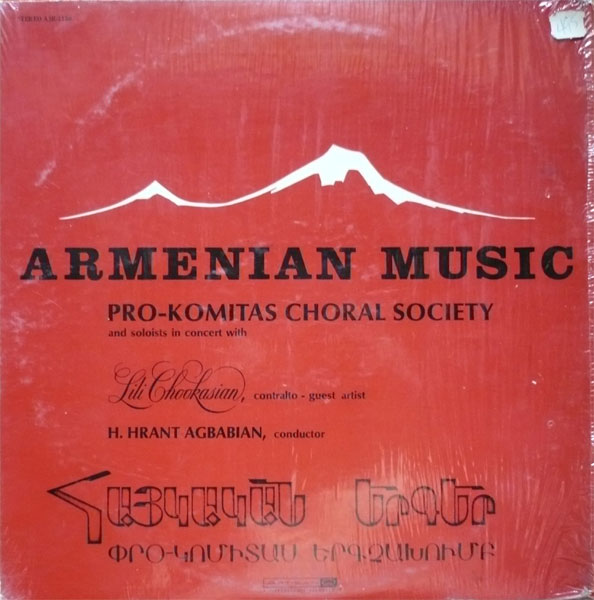 ARMENIAN MUSIC
PRO-KOMITAS CHORAL SOCIETY
and soloists in concert with
Lili Chookasian, contralto - guest artist
H. HRANT AGBABIAN, conductor
ՀԱՅԿԱԿԱՆ ԵՐԳԵՐ
ՓՐՕ-ԿՈՄԻՏԱՍ ԵՐԳՉԱԽՈՒՄԲ